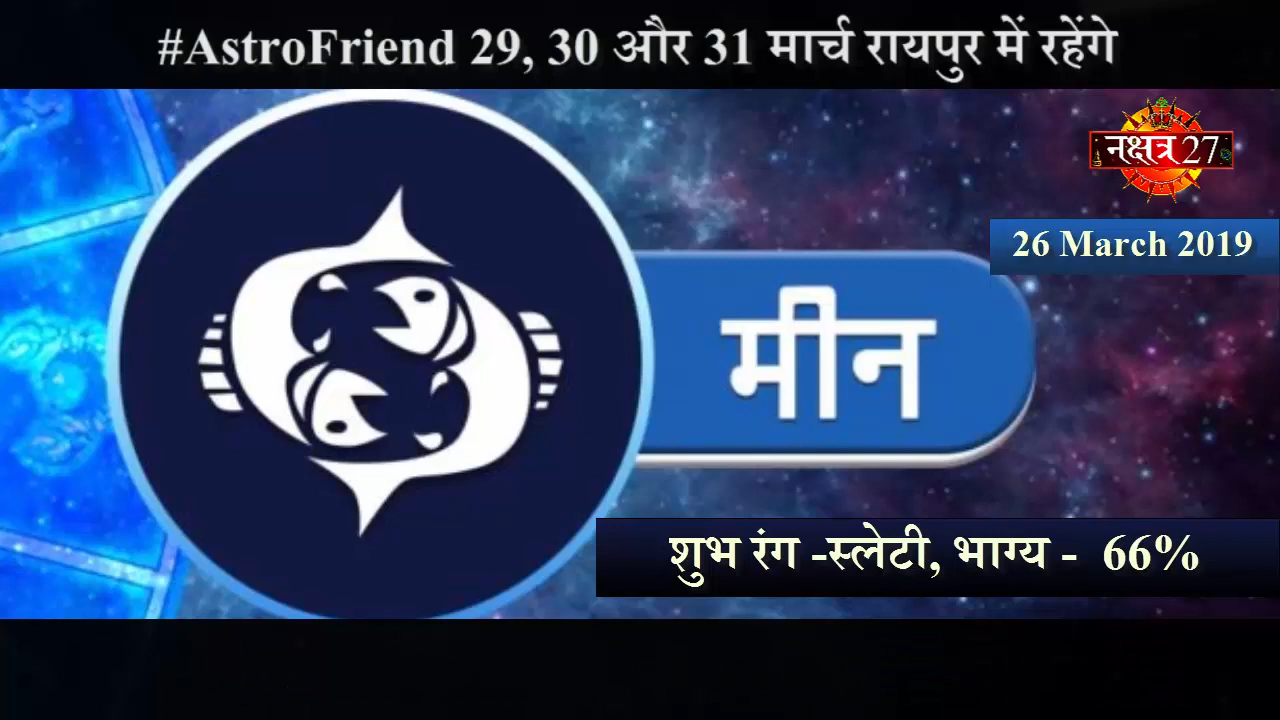 #AstroFriend 29, 30 और 31 मार्च रायपुर में रहेंगे
नक्षत्र 27
26 March 2019
मीन
शुभ रंग -स्लेटी, भाग्य - 66%